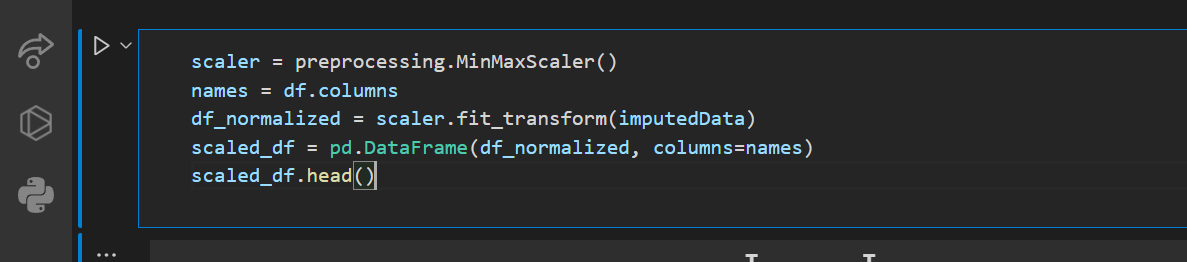 scaler = preprocessing.MinMaxScaler()
names = df.columns
df_normalized = scaler.fit_transform(imputedData)
scaled_df = pd.DataFrame(df_normalized, columns=names)
scaled_df.head()
...